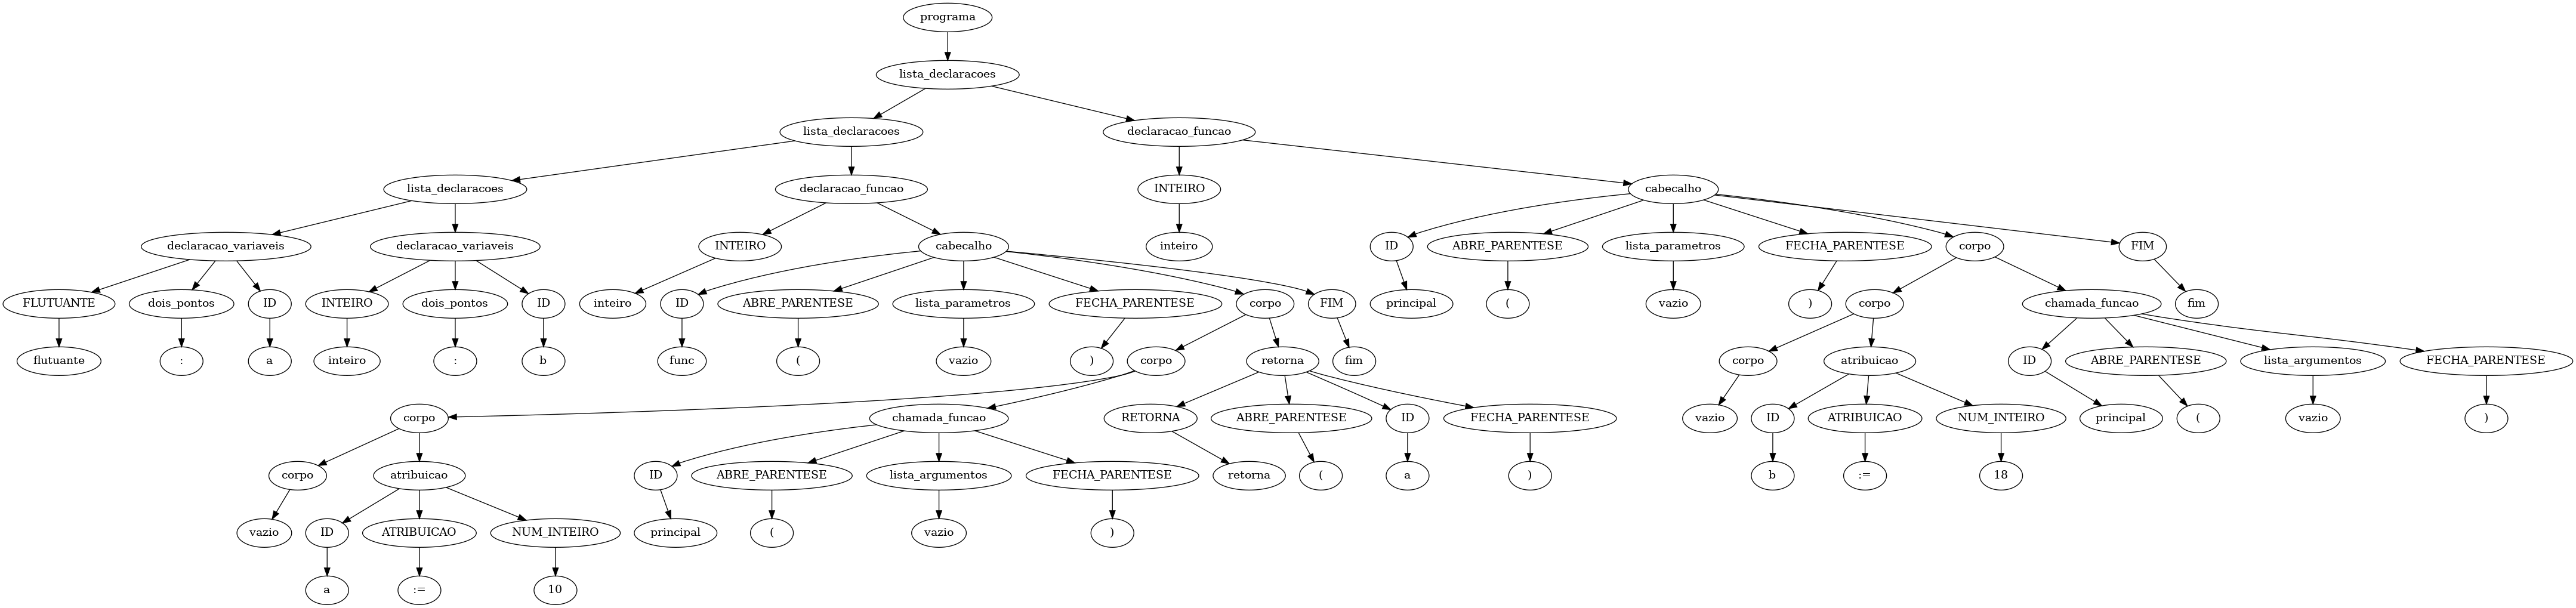 programa
lista_declaracoes
lista_declaracoes declaracao_funcao
lista_declaracoes declaracao_funcao INTEIRO cabecalho
declaracao_variaveis declaracao_variaveis INTEIRO cabecalho inteiro ID ABRE_PARENTESE lista_parametros FECHA_PARENTESE corpo FIM
FLUTUANTE dois_pontos ID INTEIRO dois_pontos ID inteiro ID ABRE_PARENTESE lista_parametros FECHA_PARENTESE corpo FIM principal ( vazio ) corpo chamada_funcao fim
flutuante : a inteiro : b func ( vazio ) corpo retorna fim corpo atribuicao ID ABRE_PARENTESE lista_argumentos FECHA_PARENTESE
corpo chamada_funcao RETORNA ABRE_PARENTESE ID FECHA_PARENTESE vazio ID ATRIBUICAO NUM_INTEIRO principal ( vazio )
corpo atribuicao ID ABRE_PARENTESE lista_argumentos FECHA_PARENTESE retorna ( a ) b := 18
vazio ID ATRIBUICAO NUM_INTEIRO principal ( vazio )
a := 10